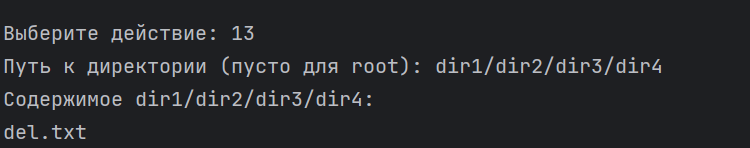 Выберите действие: 13
Путь к директории (пусто для root): dir1/dir2/dir3/dir4
Содержимое dir1/dir2/dir3/dir4:
del.txt